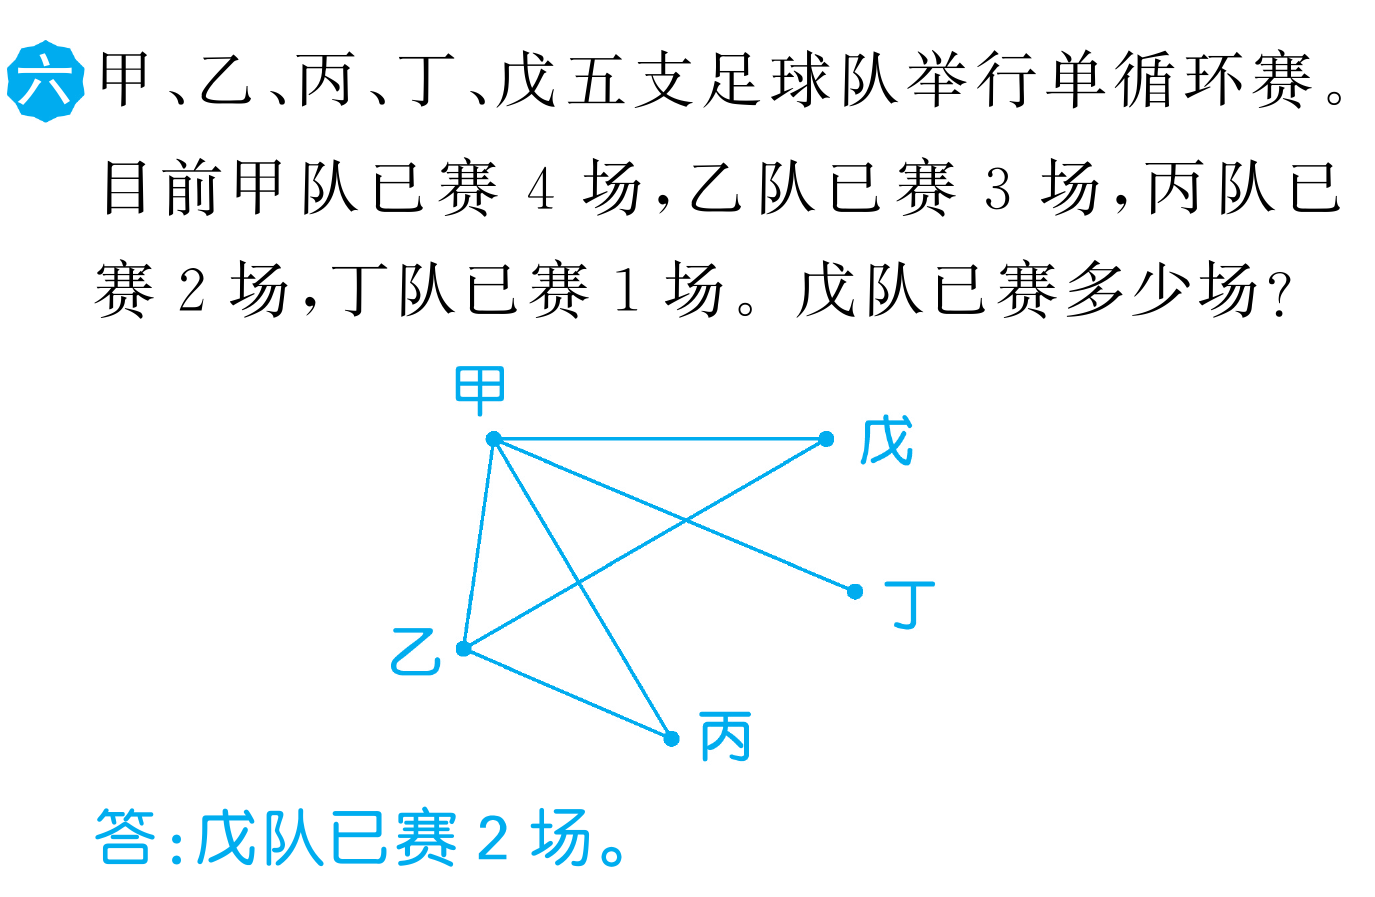 六 甲、乙、丙、丁、戊五支足球队举行单循环赛。
目前甲队已赛 4 场,乙队已赛 3 场,丙队已
赛 2 场,丁队已赛 1 场。戊队已赛多少场?
甲
戊
丁
乙
丙
答:戊队已赛 2 场。